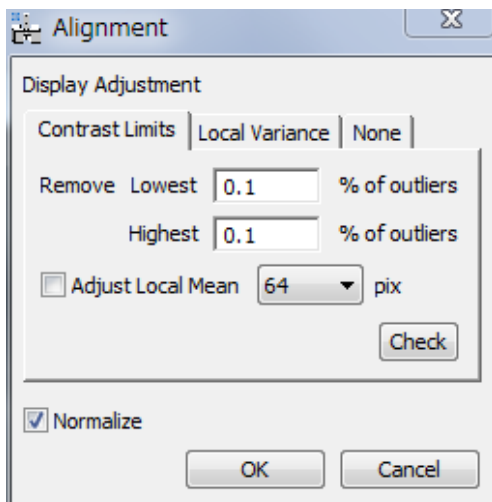 Alignment
Display Adjustment
Contrast Limits Local Variance None
Remove Lowest 0.1 % of outliers
Highest 0.1 % of outliers
Adjust Local Mean 64 pix
Check
Normalize
OK Cancel